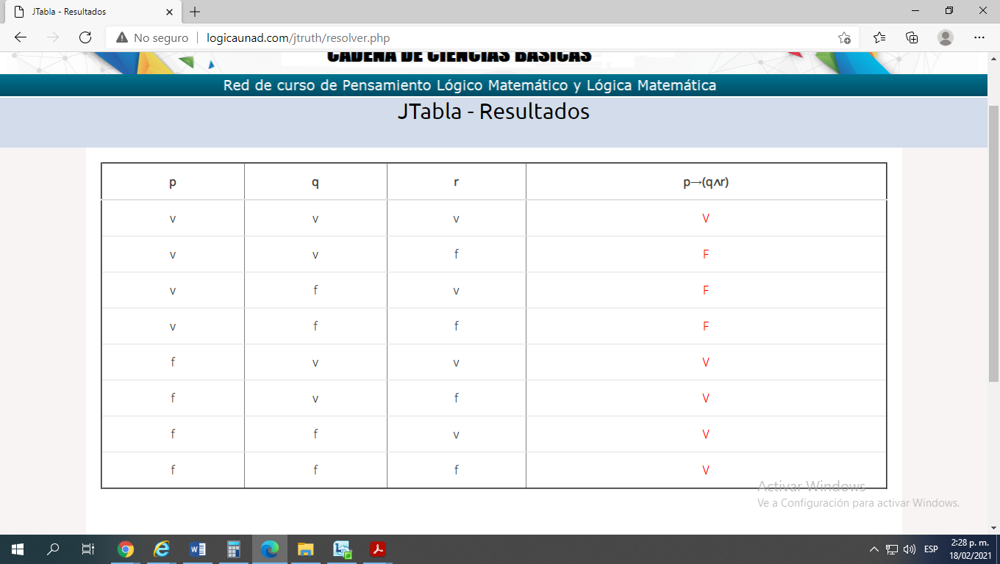 JTabla - Resultados
No seguro logicaunad.com/jtruth/resolver.php
CADENA DE CIENCIAS BÁSICAS
Red de curso de Pensamiento Lógico Matemático y Lógica Matemática
JTabla - Resultados
p q r p→(q∧r)
v v v V
v v f F
v f v F
v f f F
f v v V
f v f V
f f v V
f f f V
Activar Windows
Ve a Configuración para activar Windows.
ESP
2:28 p. m.
18/02/2021